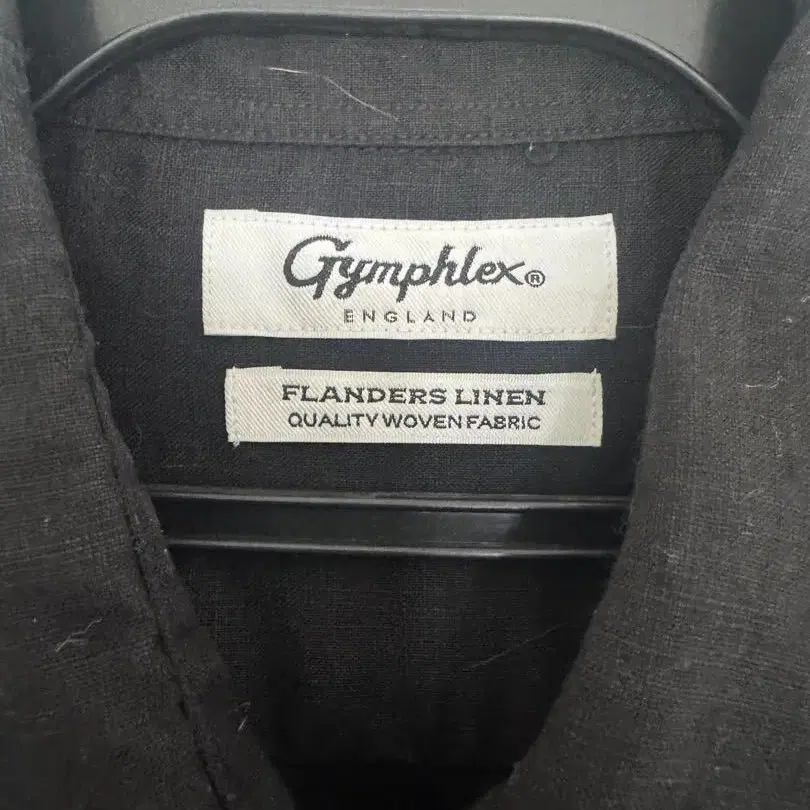 Gymphlex®
ENGLAND
FLANDERS LINEN
QUALITY WOVEN FABRIC